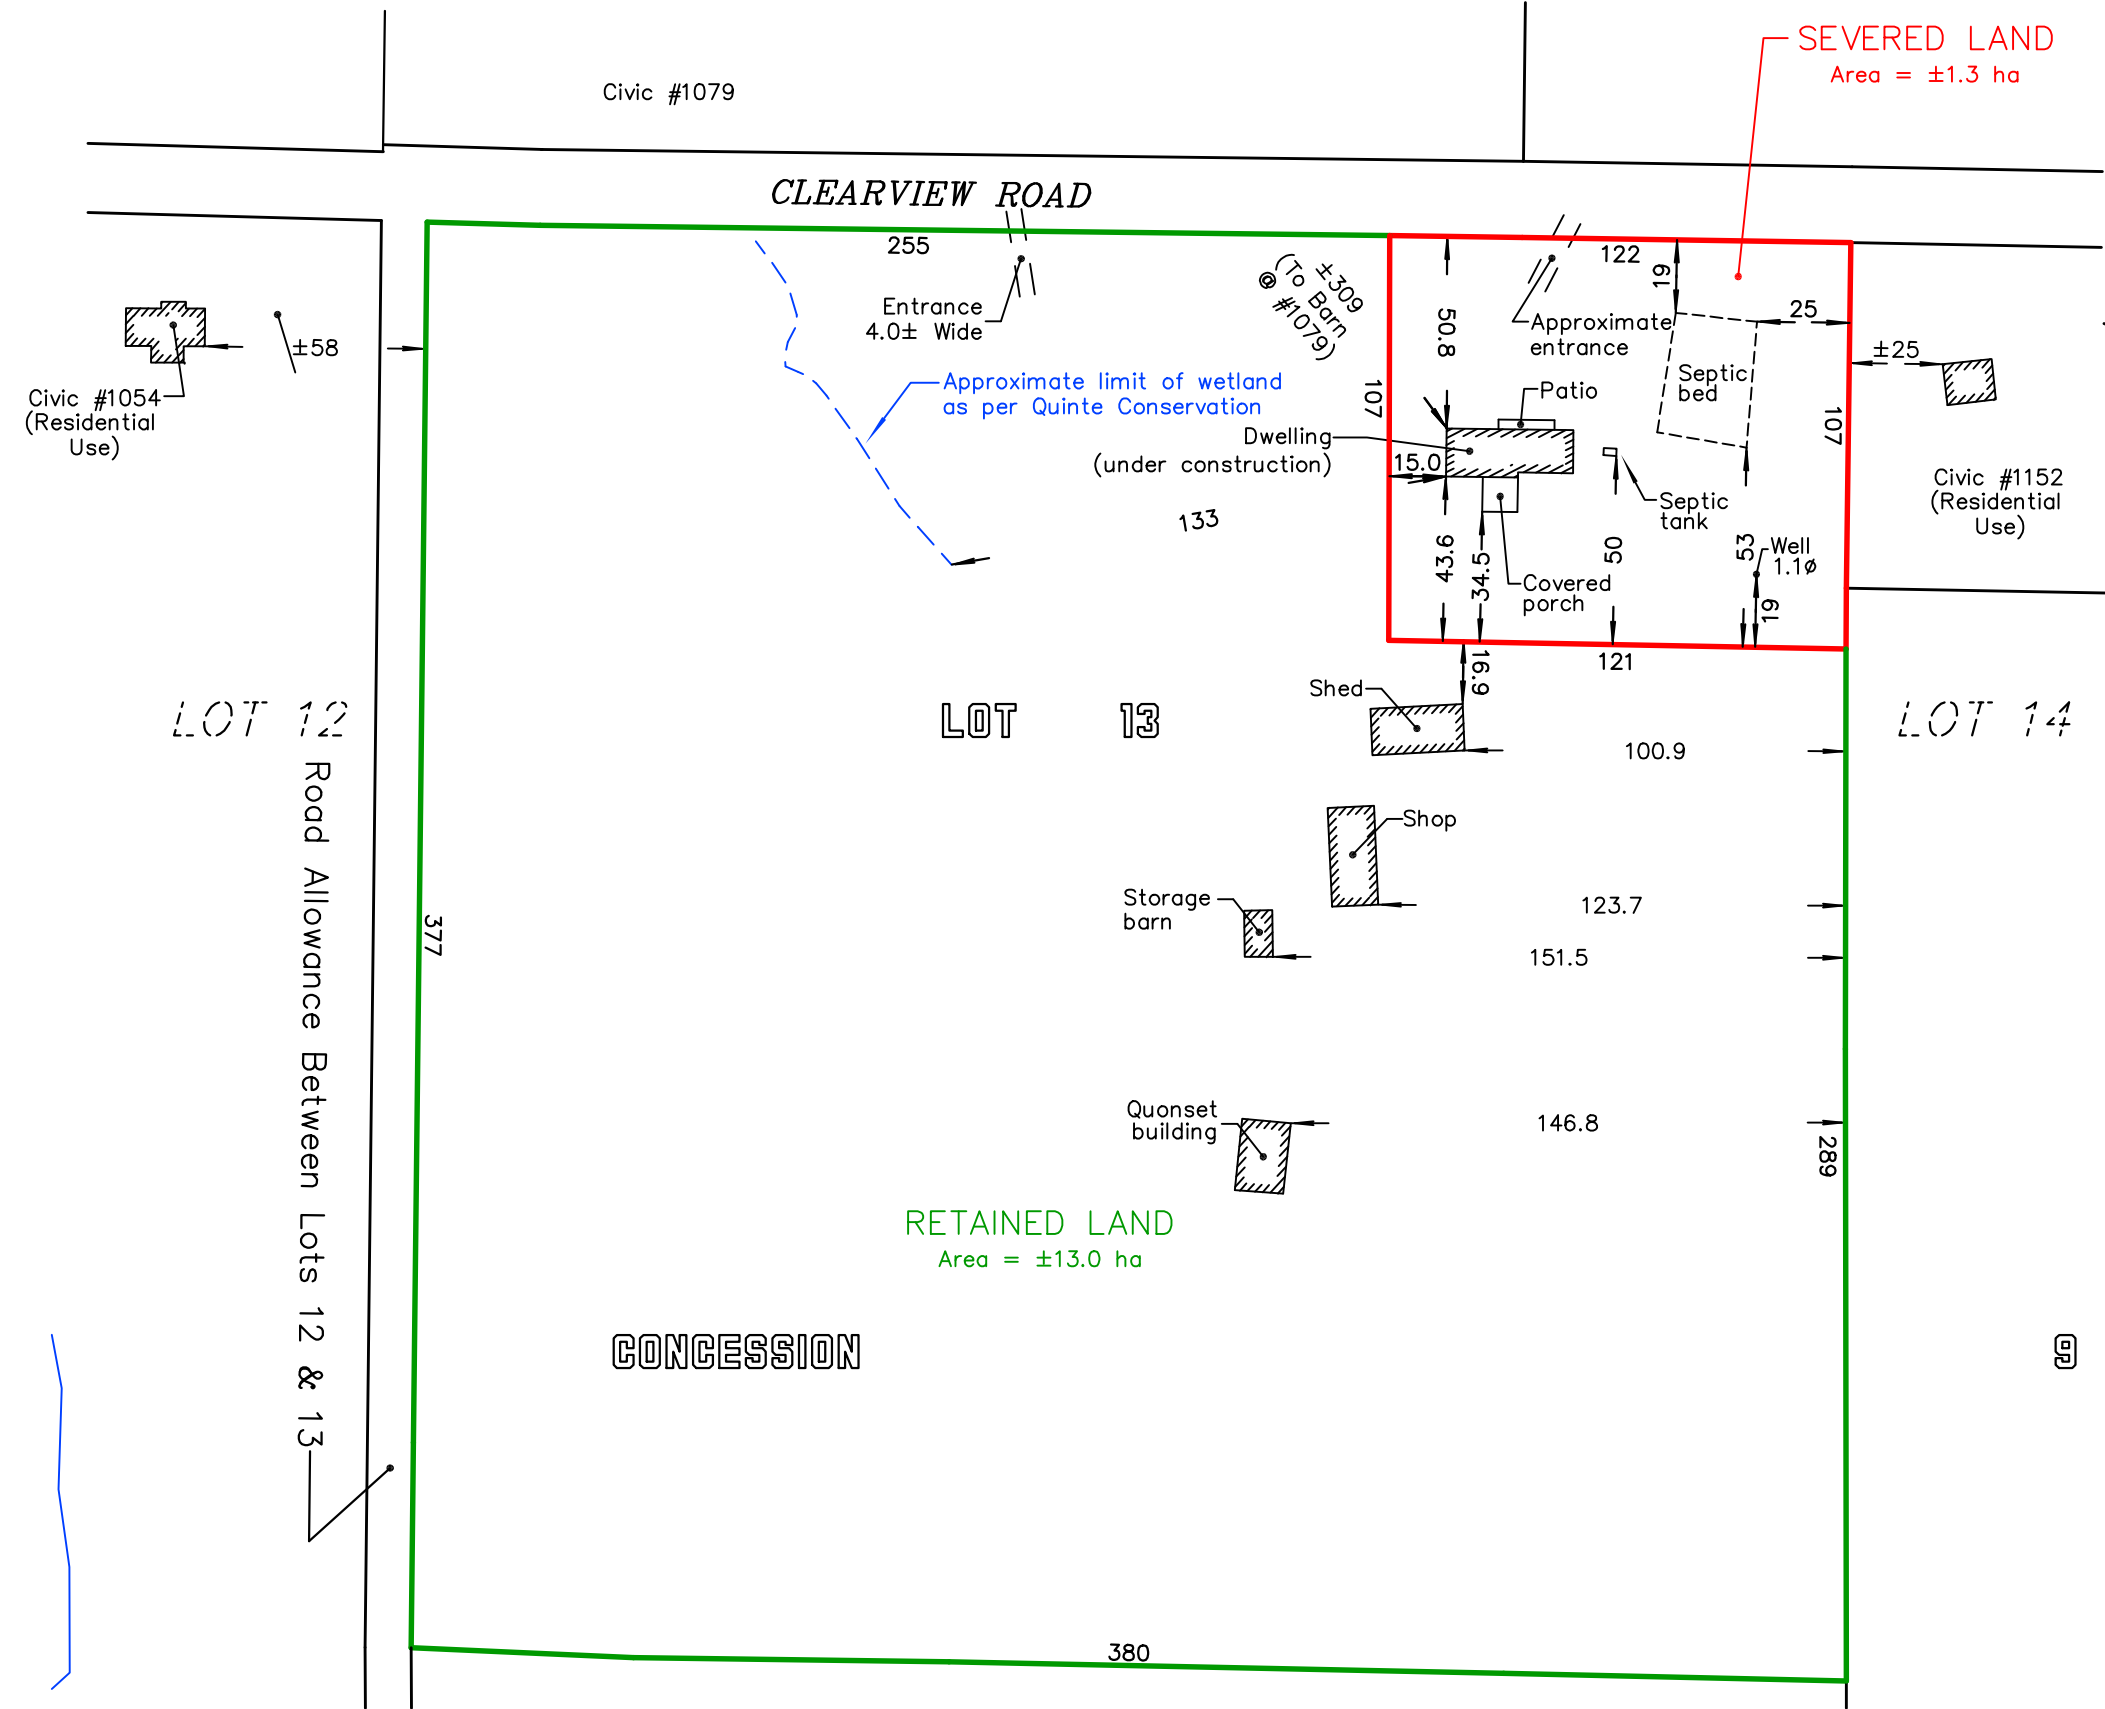 SEVERED LAND
Area = ±1.3 ha
Civic #1079
CLEARVIEW ROAD
255
122
19
25
Entrance
4.0± Wide
±309
(To Barn
@ #1079)
50.8
Approximate
entrance
±58
±25
Civic #1054
(Residential
Use)
Approximate limit of wetland
as per Quinte Conservation
107
Patio
Septic
bed
107
Dwelling
(under construction)
15.0
Civic #1152
(Residential
Use)
133
Septic
tank
43.6
34.5
50
53
Well
1.1ø
Covered
porch
19
121
16.9
Shed
LOT 12
LOT 13
LOT 14
100.9
Road Allowance Between Lots 12 & 13
Shop
377
Storage
barn
123.7
151.5
Quonset
building
146.8
289
RETAINED LAND
Area = ±13.0 ha
CONCESSION 9
380